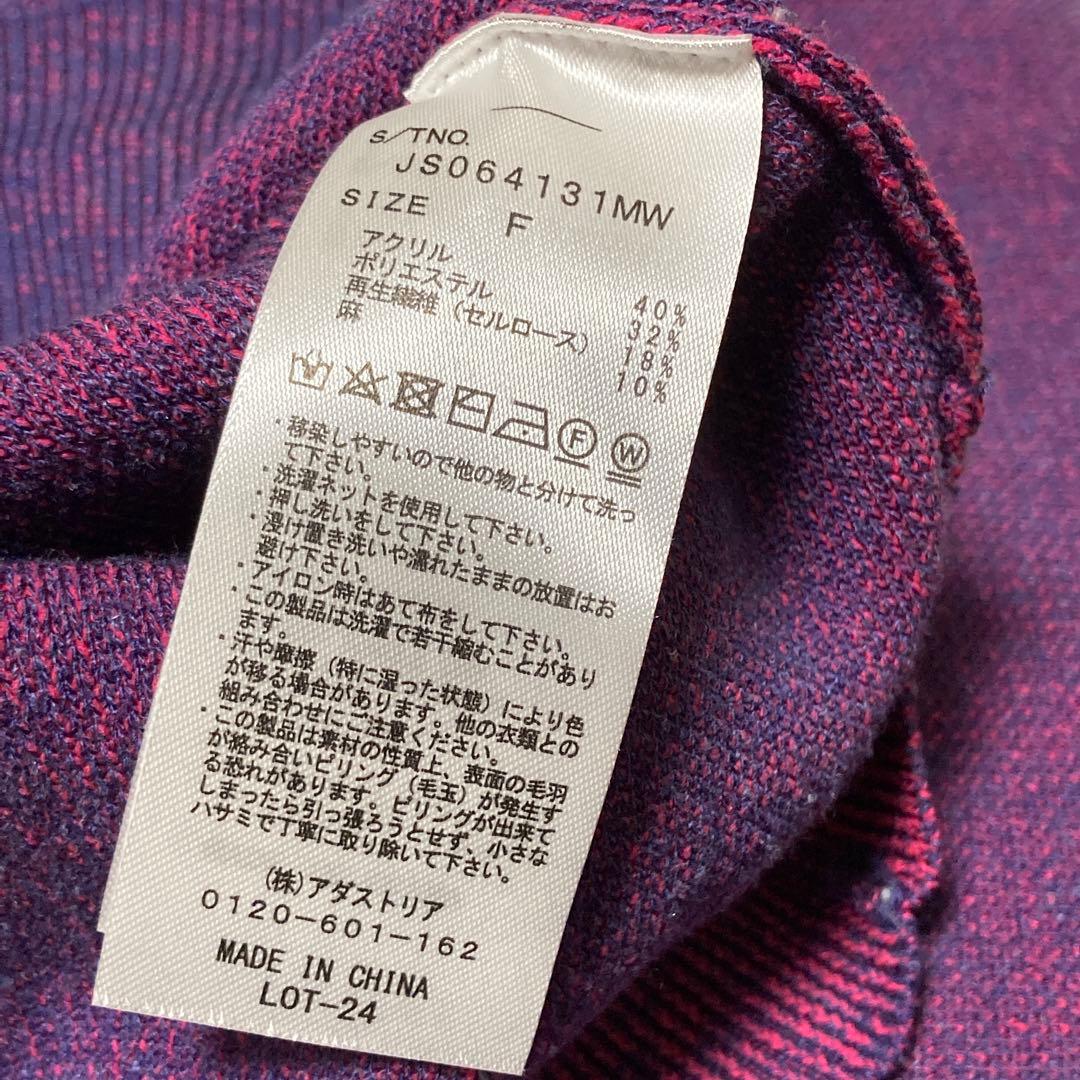 S/TNO.
JS064131MW
SIZE F
アクリル 40%
ポリエステル 32%
再生繊維(セルロース) 18%
麻 10%
F W
・移染しやすいので他の物と分けて洗っ
て下さい。
・洗濯ネットを使用して下さい。
・押し洗いをして下さい。
・浸け置き洗いや濡れたままの放置はお
避け下さい。
・アイロン時はあて布をして下さい。
・この製品は洗濯で若干縮むことがあり
ます。
・汗や摩擦(特に湿った状態)により色
が移る場合があります。他の衣類との
組み合わせにご注意ください。
・この製品は素材の性質上、表面の毛羽
が絡み合いピリング(毛玉)が発生す
る恐れがあります。ピリングが出来て
しまったら引っ張ろうとせず、小さな
ハサミで丁寧に取り除いて下さい。
(株)アダストリア
0120-601-162
MADE IN CHINA
LOT-24